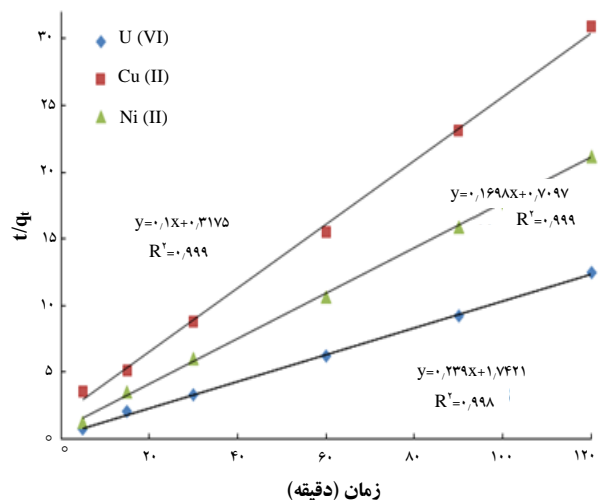 U (VI)
Cu (II)
Ni (II)
۳۰
۲۰
۱۵
۱۰
۵
۰
t/qt
y=۰٫۱x+۰٫۳۱۷۵
R۲=۰٫۹۹۹
y=۰٫۱۶۹۸x+۰٫۷۰۹۷
R۲=۰٫۹۹۹
y=۰٫۲۳۹x+۱٫۷۴۲۱
R۲=۰٫۹۹۸
۰ ۲۰ ۴۰ ۶۰ ۸۰ ۱۰۰ ۱۲۰
زمان (دقیقه)